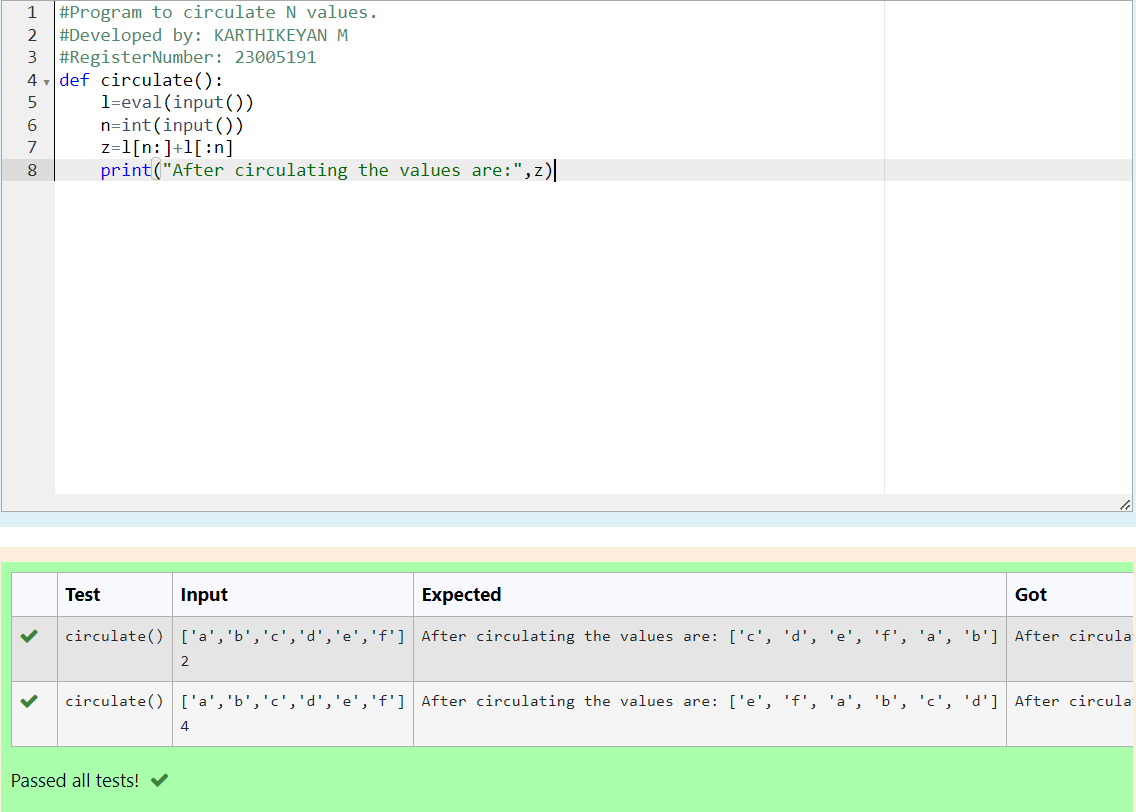 1 #Program to circulate N values.
2 #Developed by: KARTHIKEYAN M
3 #RegisterNumber: 23005191
4 def circulate():
5     l=eval(input())
6     n=int(input())
7     z=l[n:]+l[:n]
8     print("After circulating the values are:",z)
Test Input Expected Got
circulate() ['a','b','c','d','e','f'] After circulating the values are: ['c', 'd', 'e', 'f', 'a', 'b'] After circula
2
circulate() ['a','b','c','d','e','f'] After circulating the values are: ['e', 'f', 'a', 'b', 'c', 'd'] After circula
4
Passed all tests!